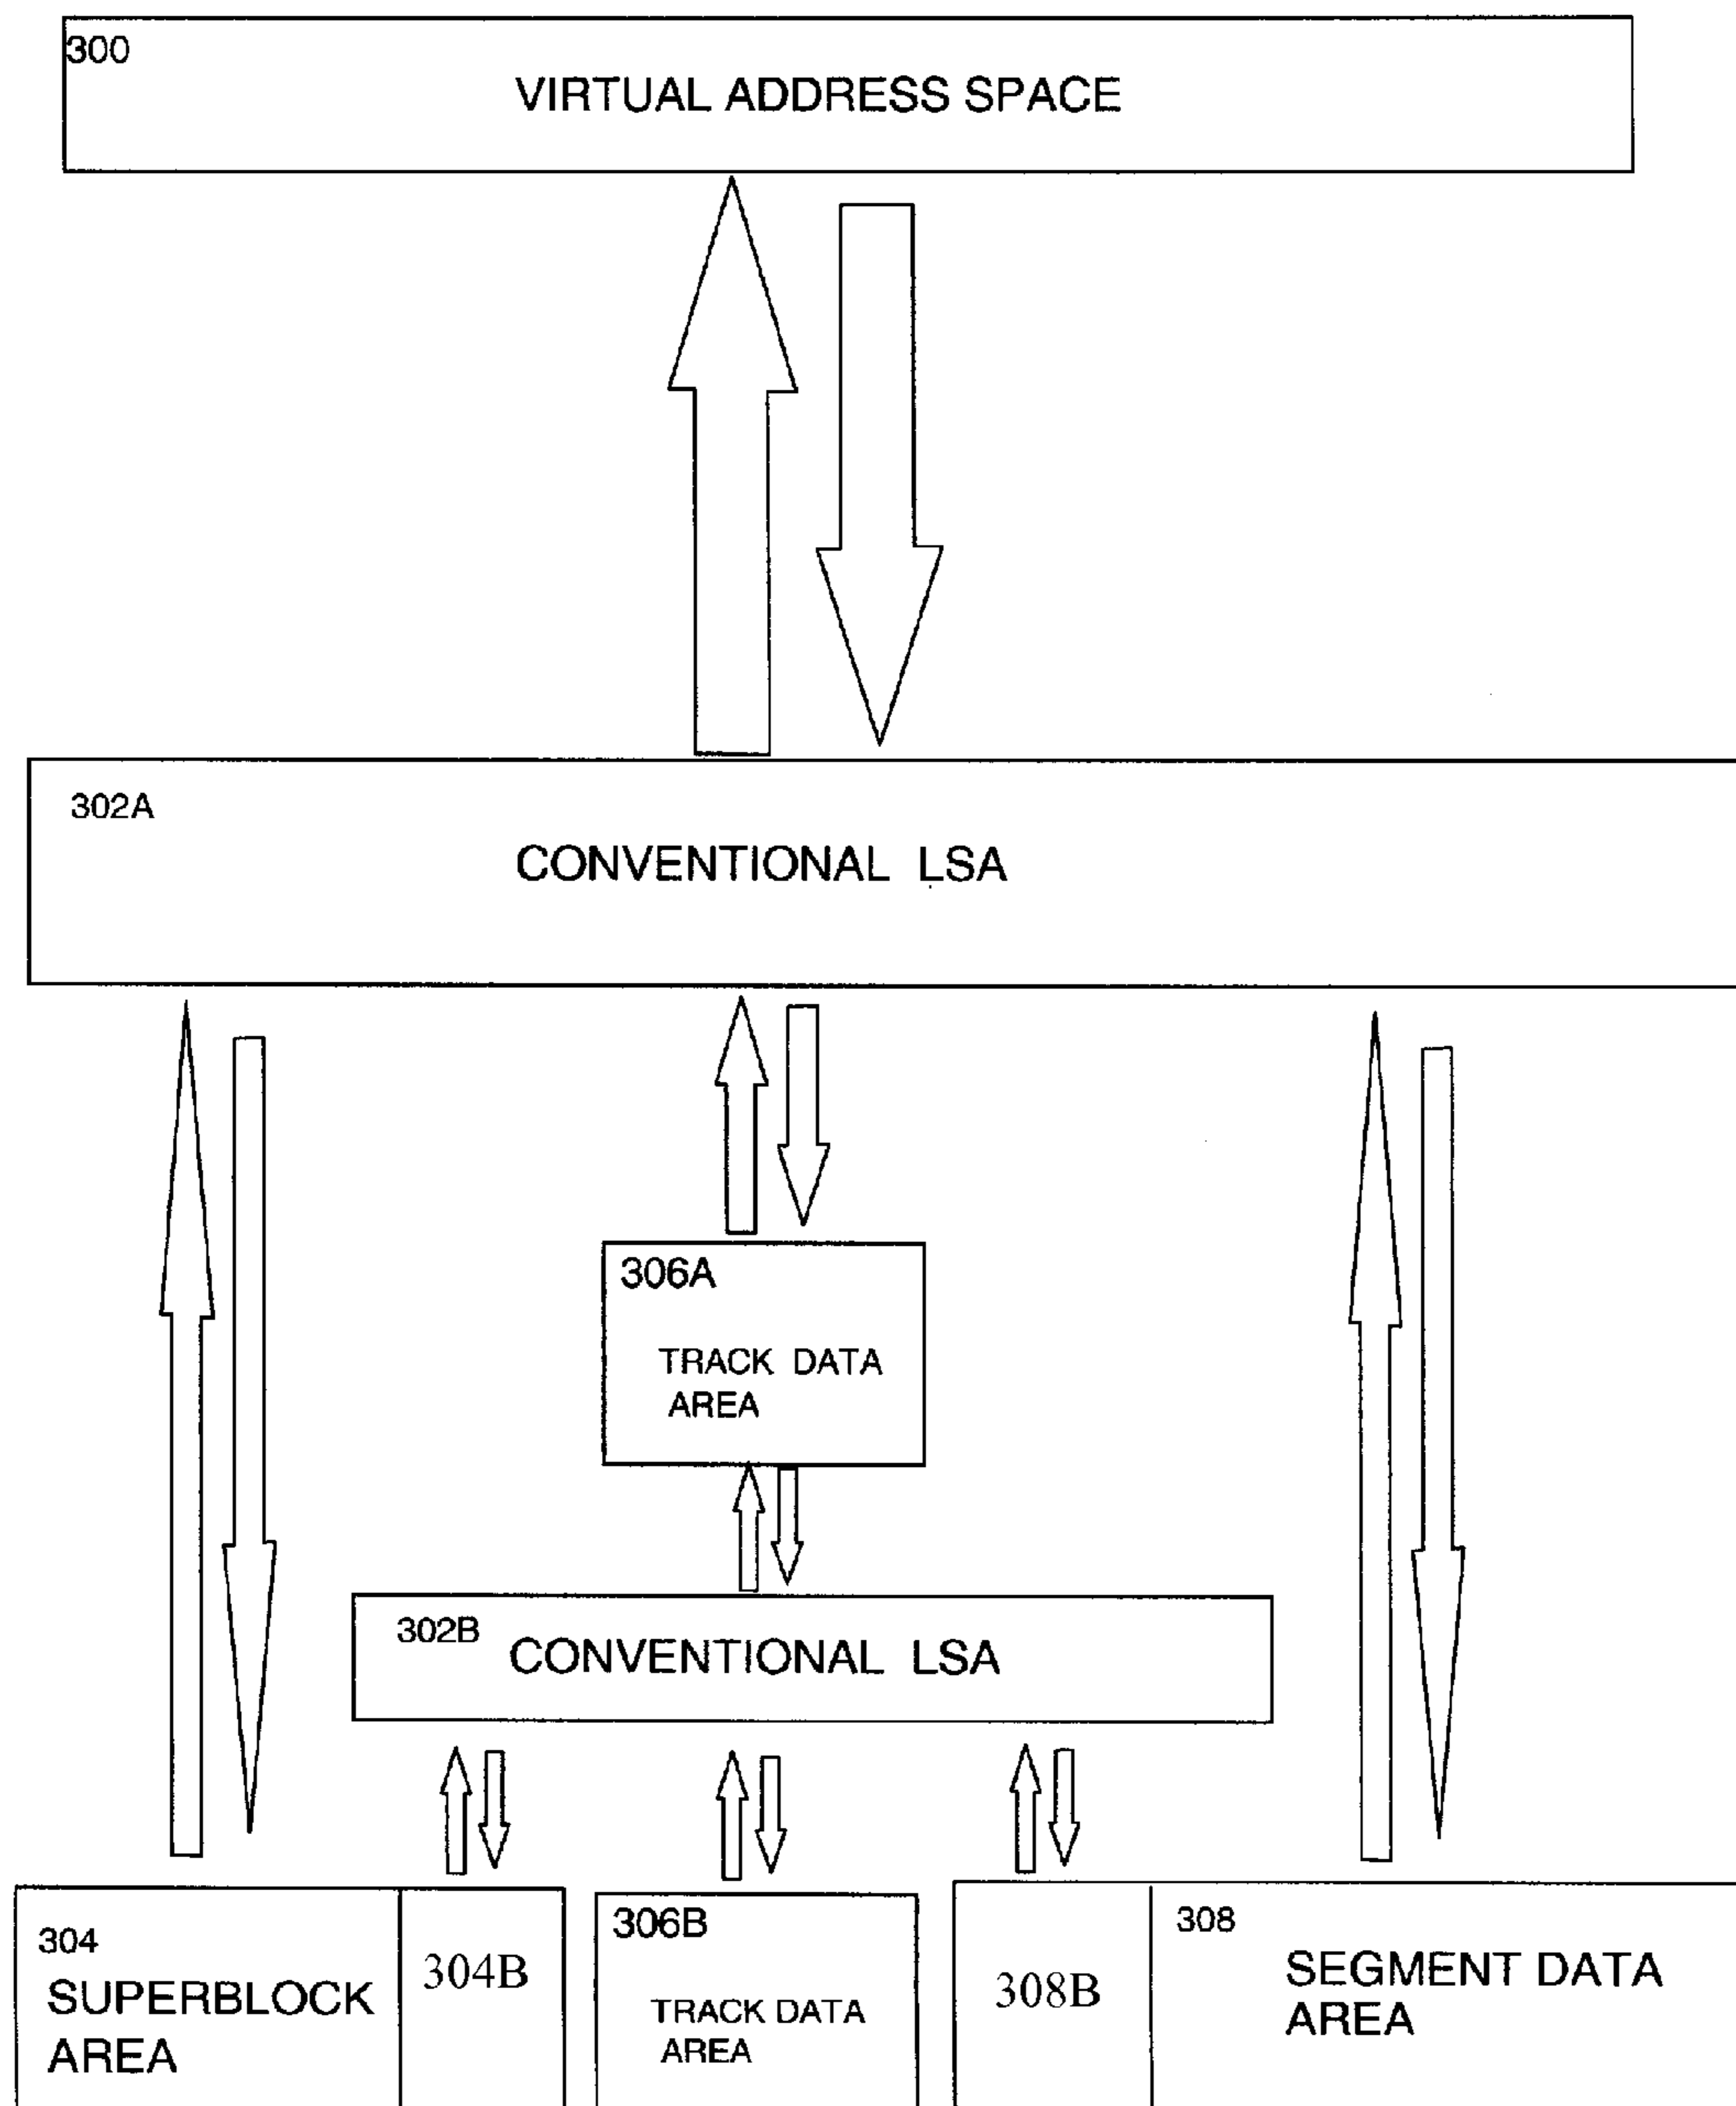 300
VIRTUAL ADDRESS SPACE
302A
CONVENTIONAL LSA
306A
TRACK DATA
AREA
302B
CONVENTIONAL LSA
304
SUPERBLOCK
AREA
304B
306B
TRACK DATA
AREA
308B
308
SEGMENT DATA
AREA